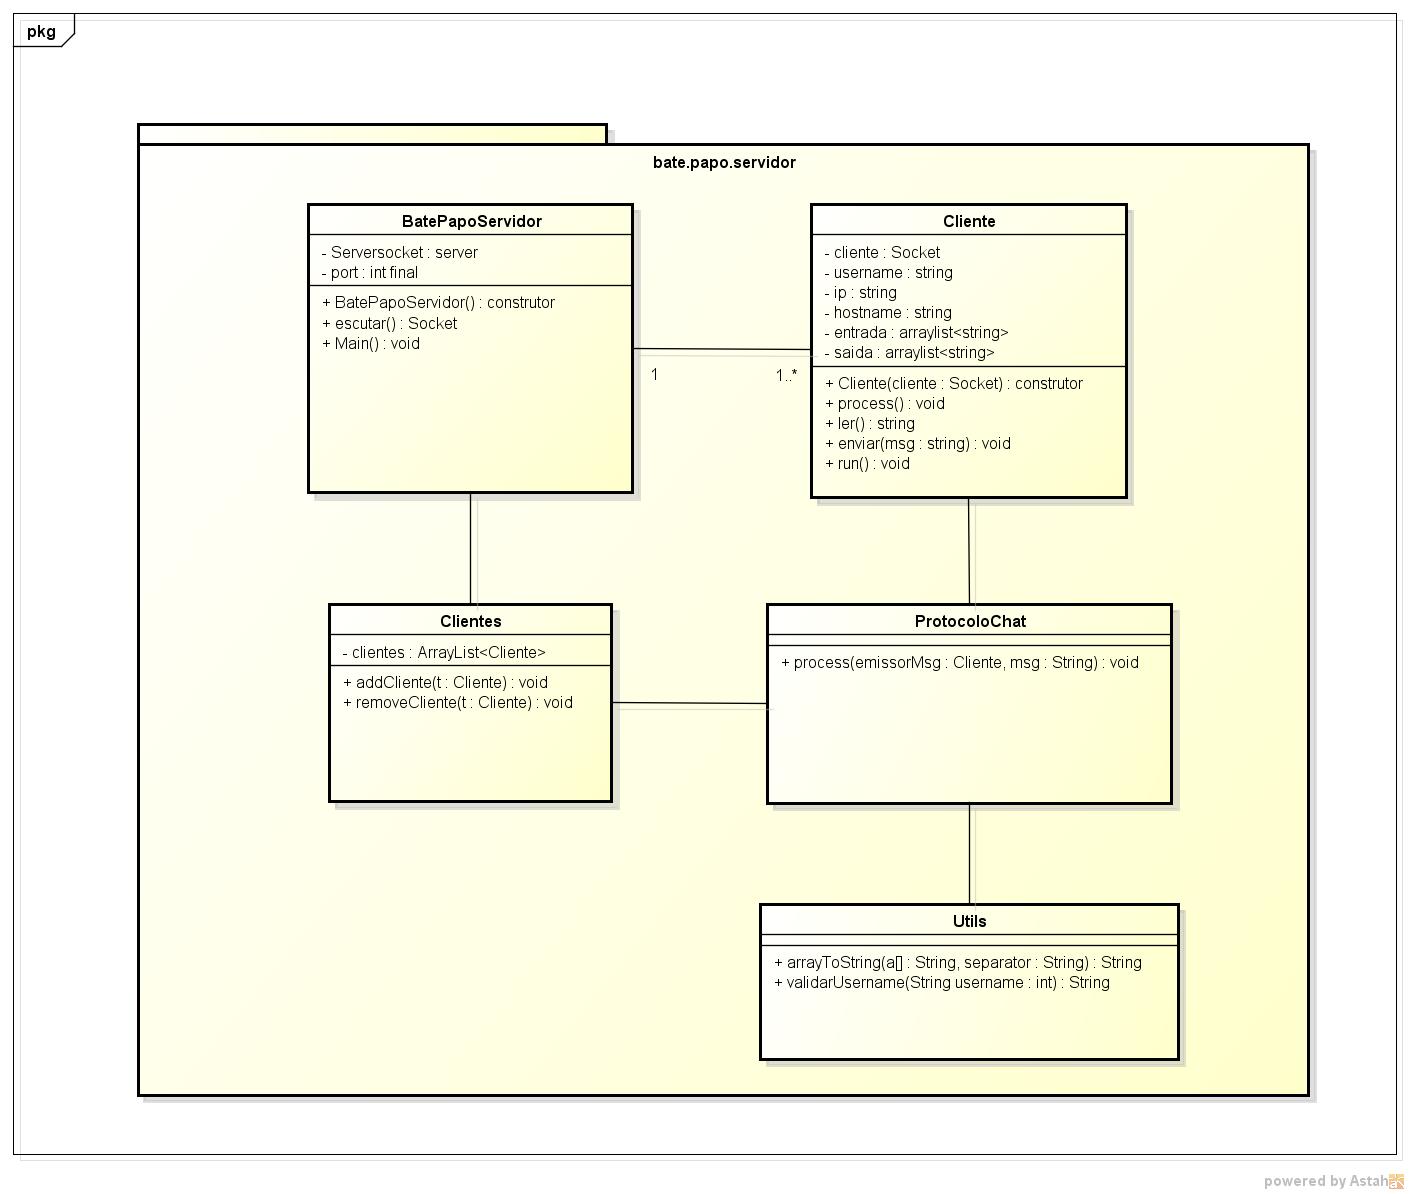 pkg
bate.papo.servidor
BatePapoServidor
- Serversocket : server
- port : int final
+ BatePapoServidor() : construtor
+ escutar() : Socket
+ Main() : void
Cliente
- cliente : Socket
- username : string
- ip : string
- hostname : string
- entrada : arraylist<string>
- saida : arraylist<string>
+ Cliente(cliente : Socket) : construtor
+ process() : void
+ ler() : string
+ enviar(msg : string) : void
+ run() : void
1
1..*
Clientes
- clientes : ArrayList<Cliente>
+ addCliente(t : Cliente) : void
+ removeCliente(t : Cliente) : void
ProtocoloChat
+ process(emissorMsg : Cliente, msg : String) : void
Utils
+ arrayToString(a[] : String, separator : String) : String
+ validarUsername(String username : int) : String
powered by Astah